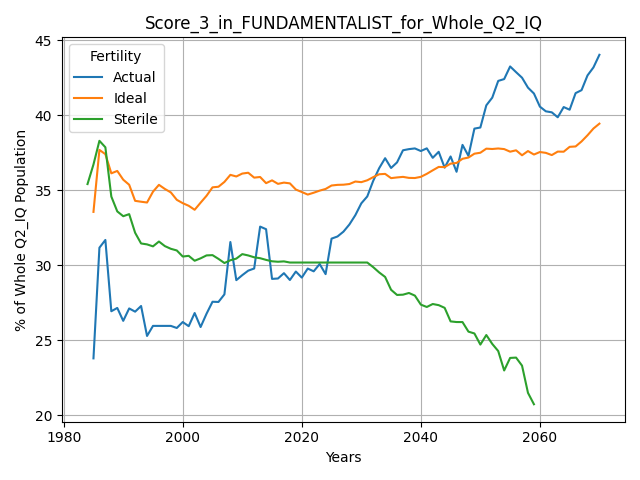 Score_3_in_FUNDAMENTALIST_for_Whole_Q2_IQ
% of Whole Q2_IQ Population
45
40
35
30
25
20
Fertility
Actual
Ideal
Sterile
1980
2000
2020
2040
2060
Years